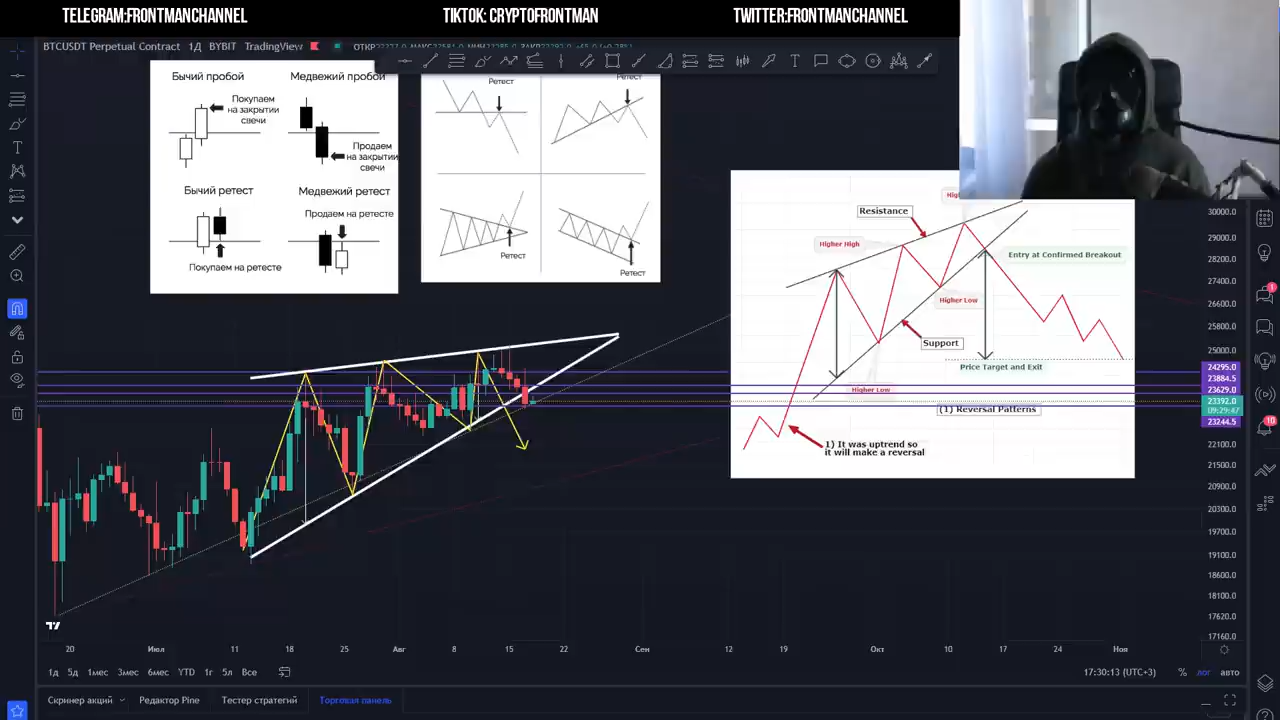 TELEGRAM:FRONTMANCHANNEL
TIKTOK: CRYPTOFRONTMAN
TWITTER:FRONTMANCHANNEL
BTCUSDT Perpetual Contract 1Д BYBIT TradingView
Бычий пробой
Медвежий пробой
Покупаем
на закрытии
свечи
Продаем
на закрытии
свечи
Бычий ретест
Медвежий ретест
Продаем на ретесте
Покупаем на ретесте
Ретест
Ретест
Ретест
Ретест
Resistance
Higher High
Entry at Confirmed Breakout
Higher Low
Support
Price Target and Exit
Higher Low
(1) Reversal Patterns
1) It was uptrend so
it will make a reversal
30000.0
29000.0
28200.0
27400.0
26600.0
25800.0
25000.0
24295.0
23884.5
23629.0
23392.0
09:29:47
23244.5
22100.0
21500.0
20900.0
20300.0
19700.0
19100.0
18600.0
18100.0
17620.0
17160.0
1
10
20 Июл 11 18 25 Авг 8 15 22 Сен 12 19 Окт 10 17 24 Ноя
1д 5д 1мес 3мес 6мес YTD 1г 5л Все
17:30:13 (UTC+3) % лог авто
Скринер акций Редактор Pine Тестер стратегий Торговая панель